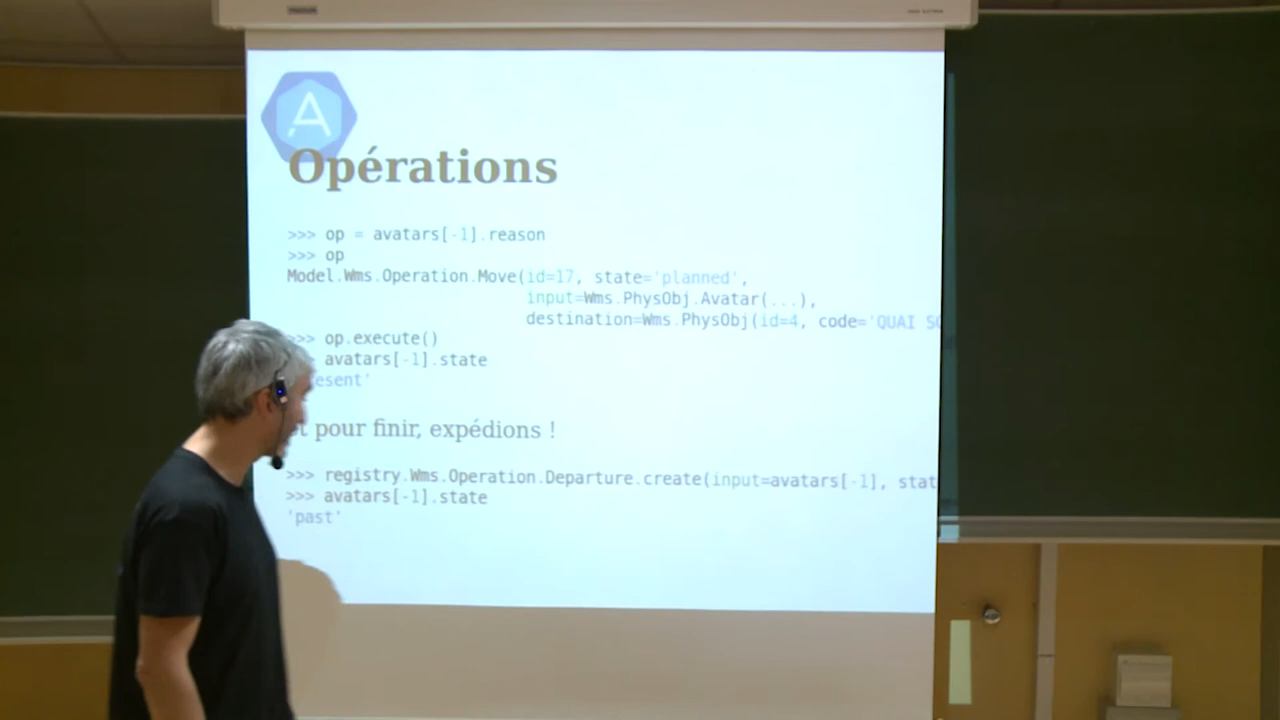 A
Opérations
>>> op = avatars[-1].reason
>>> op
Model.Wms.Operation.Move(id=17, state='planned',
input=Wms.PhysObj.Avatar(...),
destination=Wms.PhysObj(id=4, code='QUAI SO
>>> op.execute()
avatars[-1].state
esent'
t pour finir, expédions !
>>> registry.Wms.Operation.Departure.create(input=avatars[-1], stat
>>> avatars[-1].state
'past'